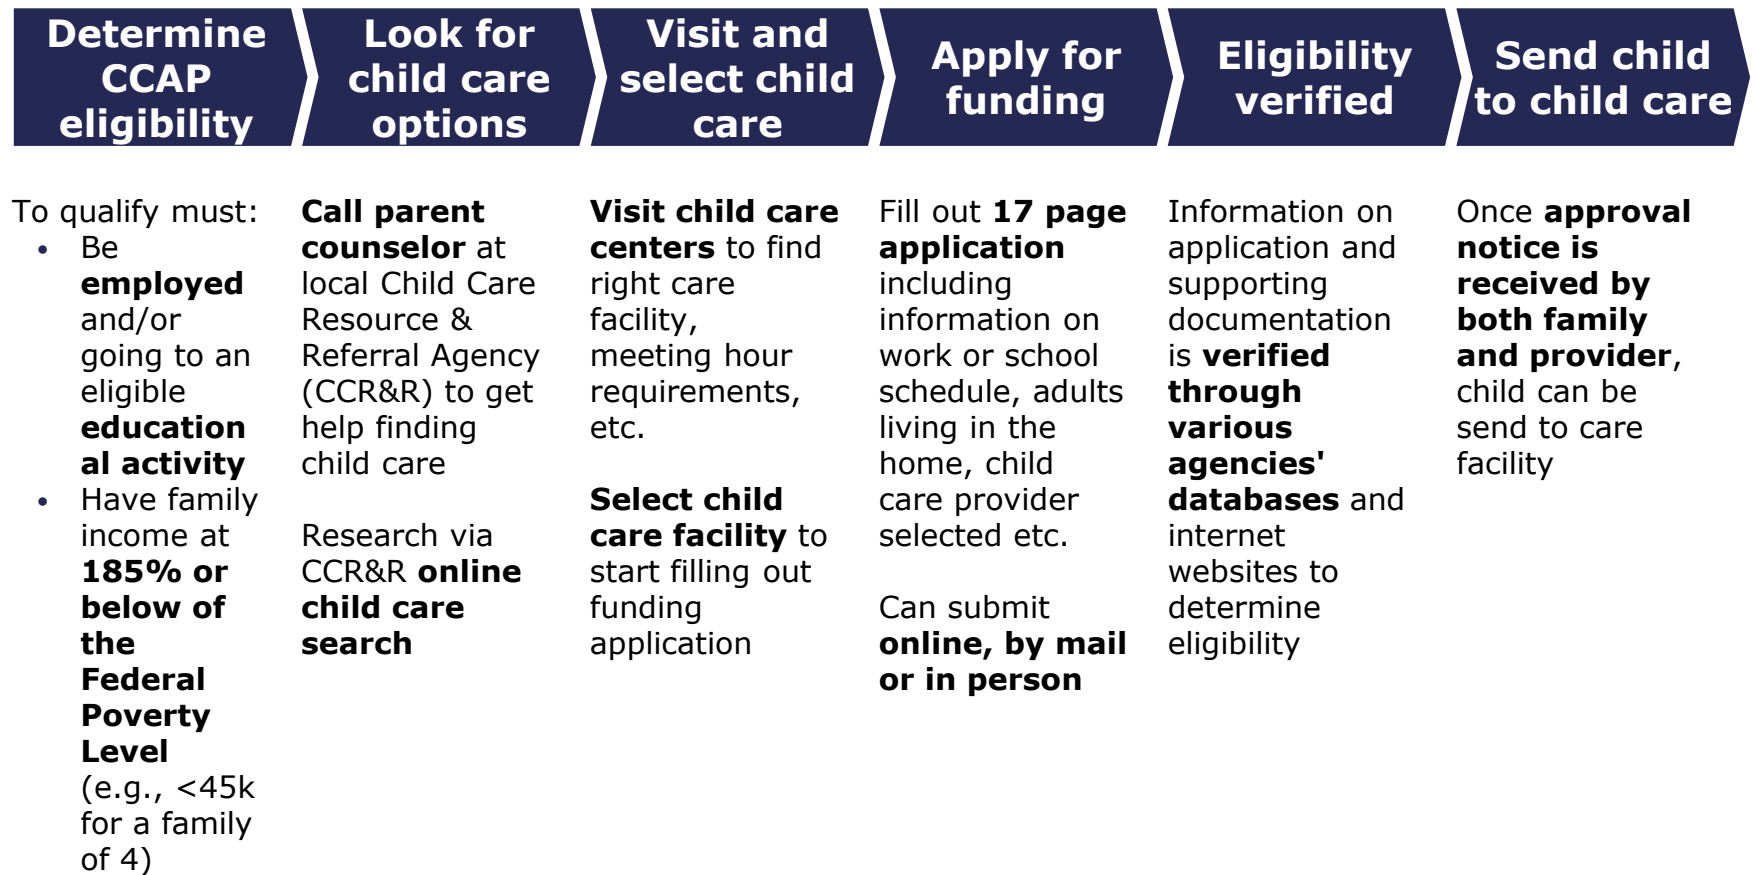 Determine
CCAP
eligibility
Look for
child care
options
Visit and
select child
care
Apply for
funding
Eligibility
verified
Send child
to child care
To qualify must:
• Be
employed
and/or
going to an
eligible
education
al activity
• Have family
income at
185% or
below of
the
Federal
Poverty
Level
(e.g., <45k
for a family
of 4)
Call parent
counselor at
local Child Care
Resource &
Referral Agency
(CCR&R) to get
help finding
child care
Research via
CCR&R online
child care
search
Visit child care
centers to find
right care
facility,
meeting hour
requirements,
etc.
Select child
care facility to
start filling out
funding
application
Fill out 17 page
application
including
information on
work or school
schedule, adults
living in the
home, child
care provider
selected etc.
Can submit
online, by mail
or in person
Information on
application and
supporting
documentation
is verified
through
various
agencies'
databases and
internet
websites to
determine
eligibility
Once approval
notice is
received by
both family
and provider,
child can be
send to care
facility